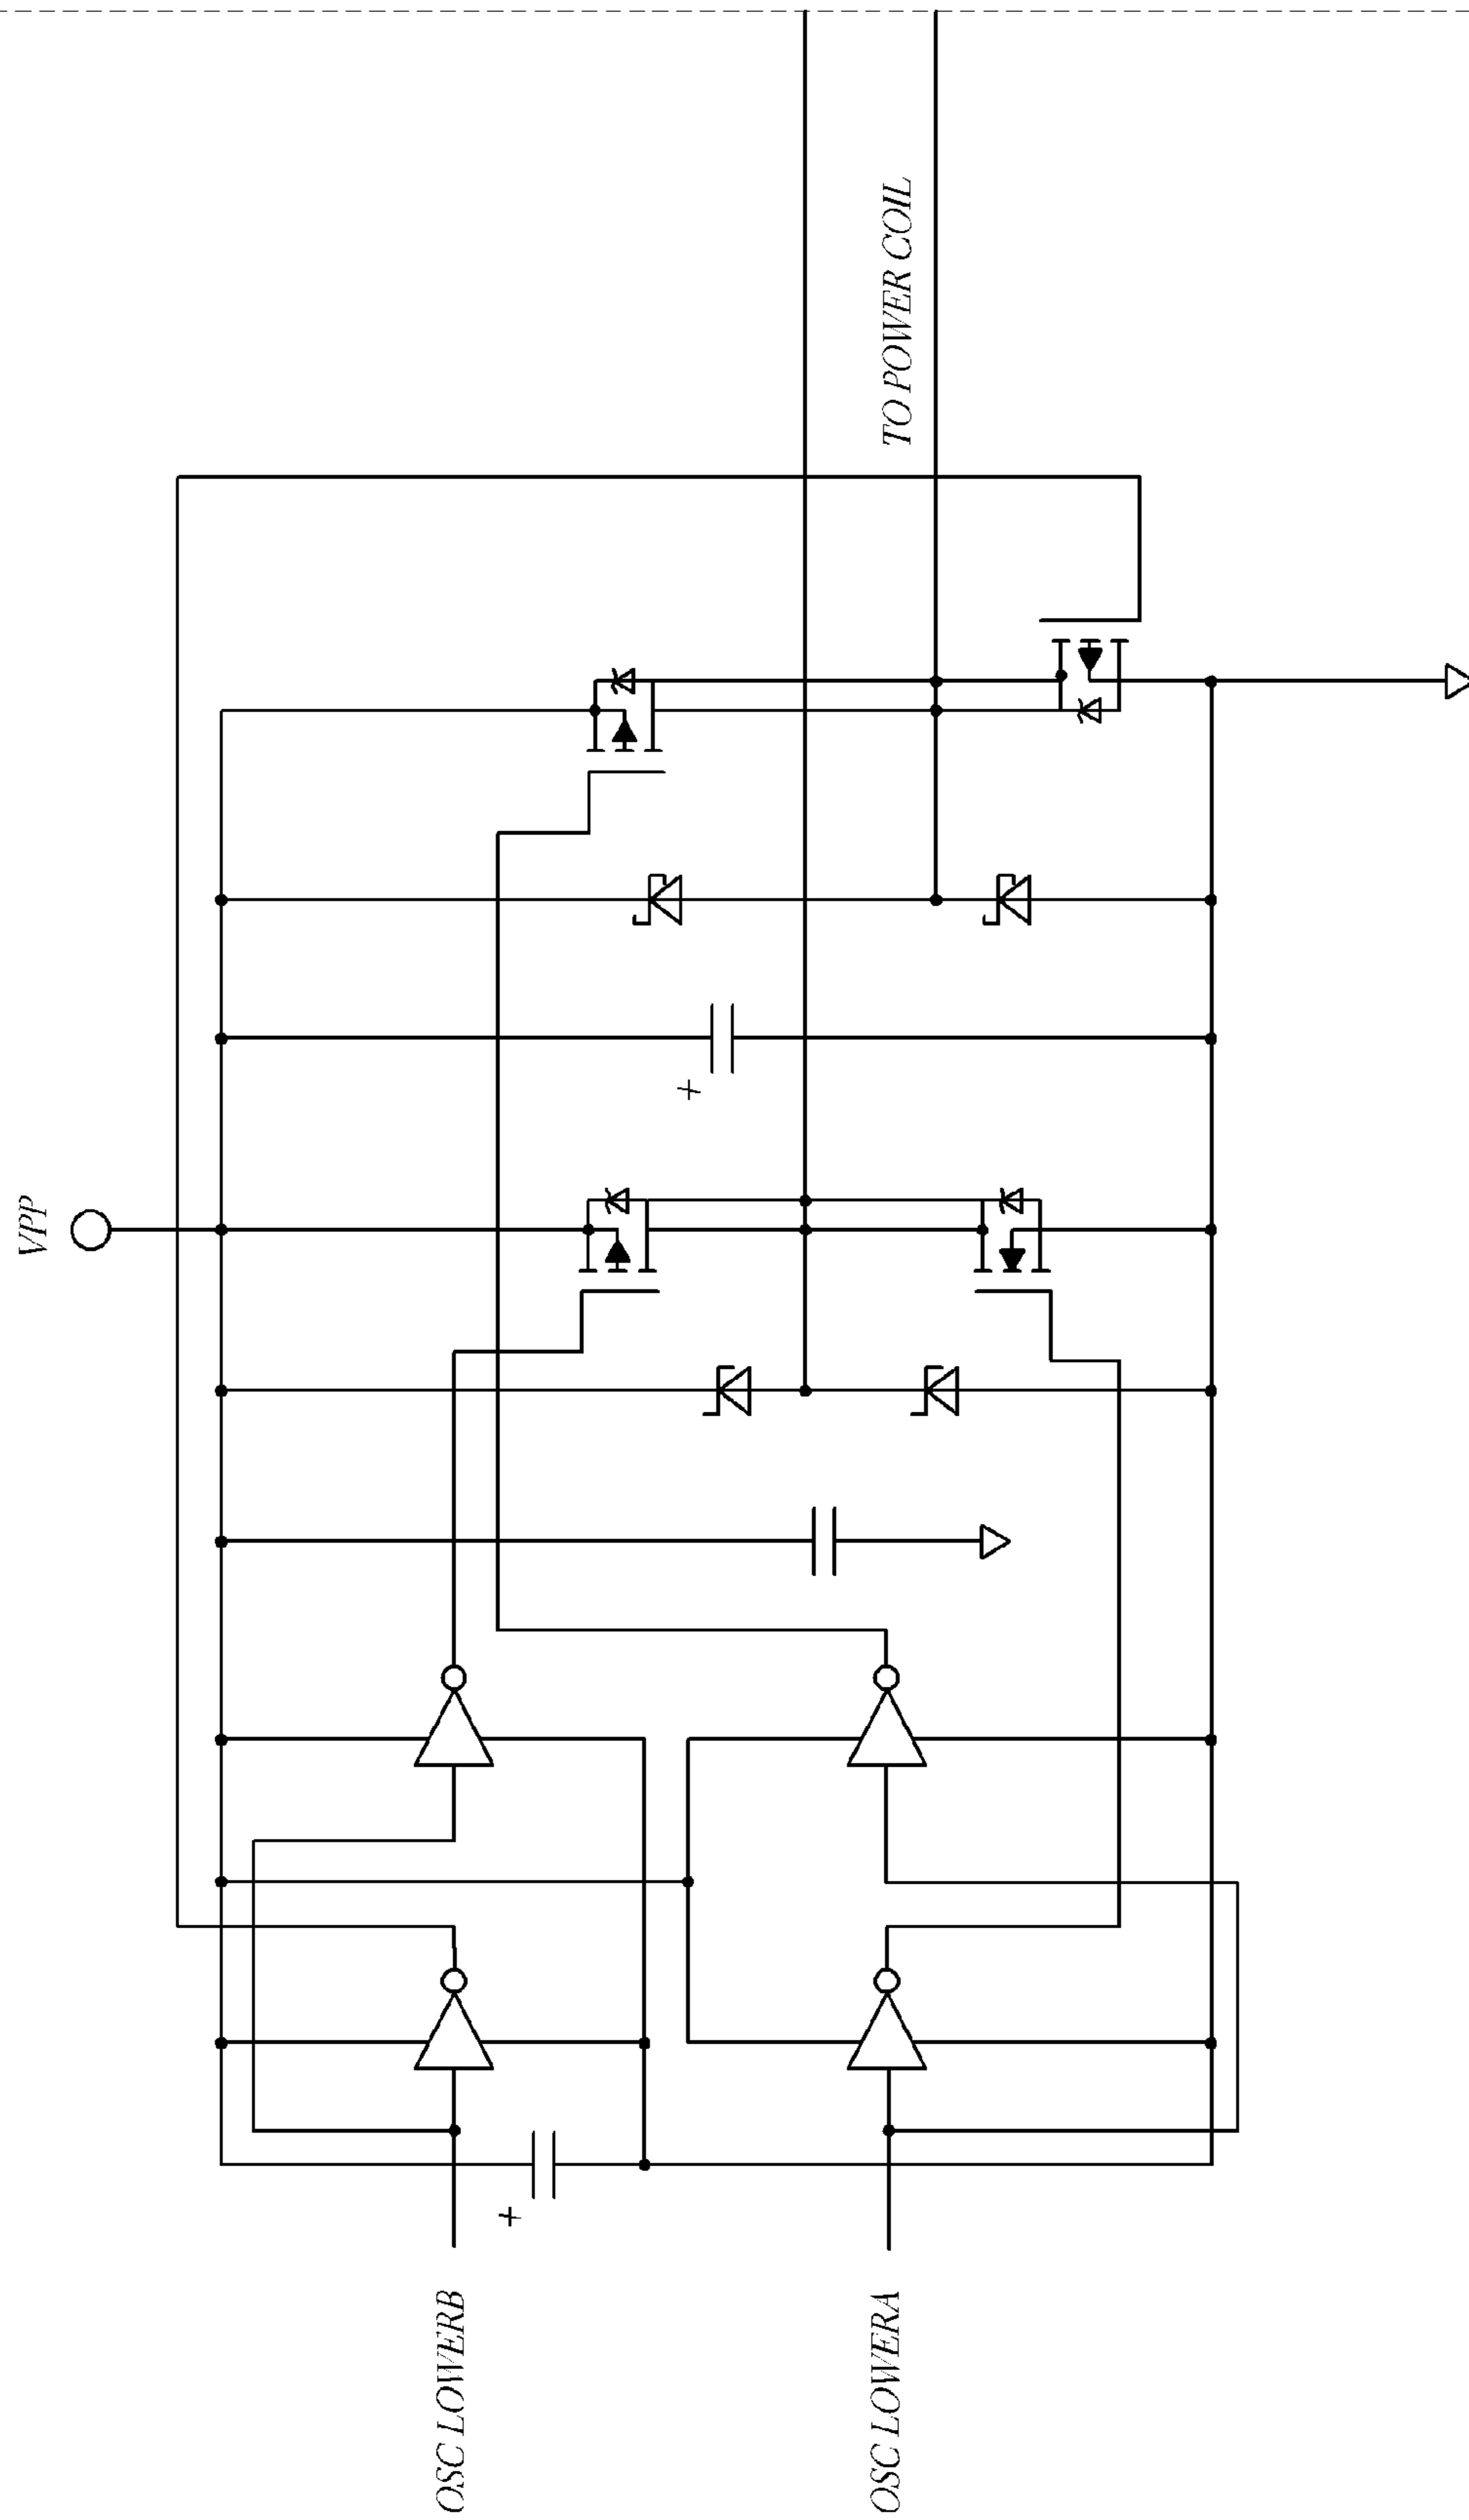 VPP
TO POWER COIL
+
+
OSC LOWERB
OSC LOWERA